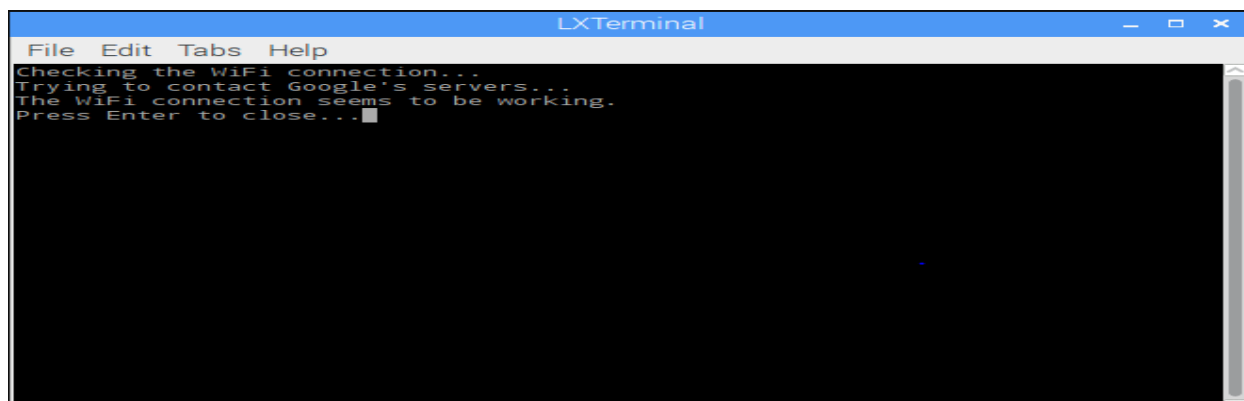 LXTerminal
File Edit Tabs Help
Checking the WiFi connection...
Trying to contact Google's servers...
The WiFi connection seems to be working.
Press Enter to close...